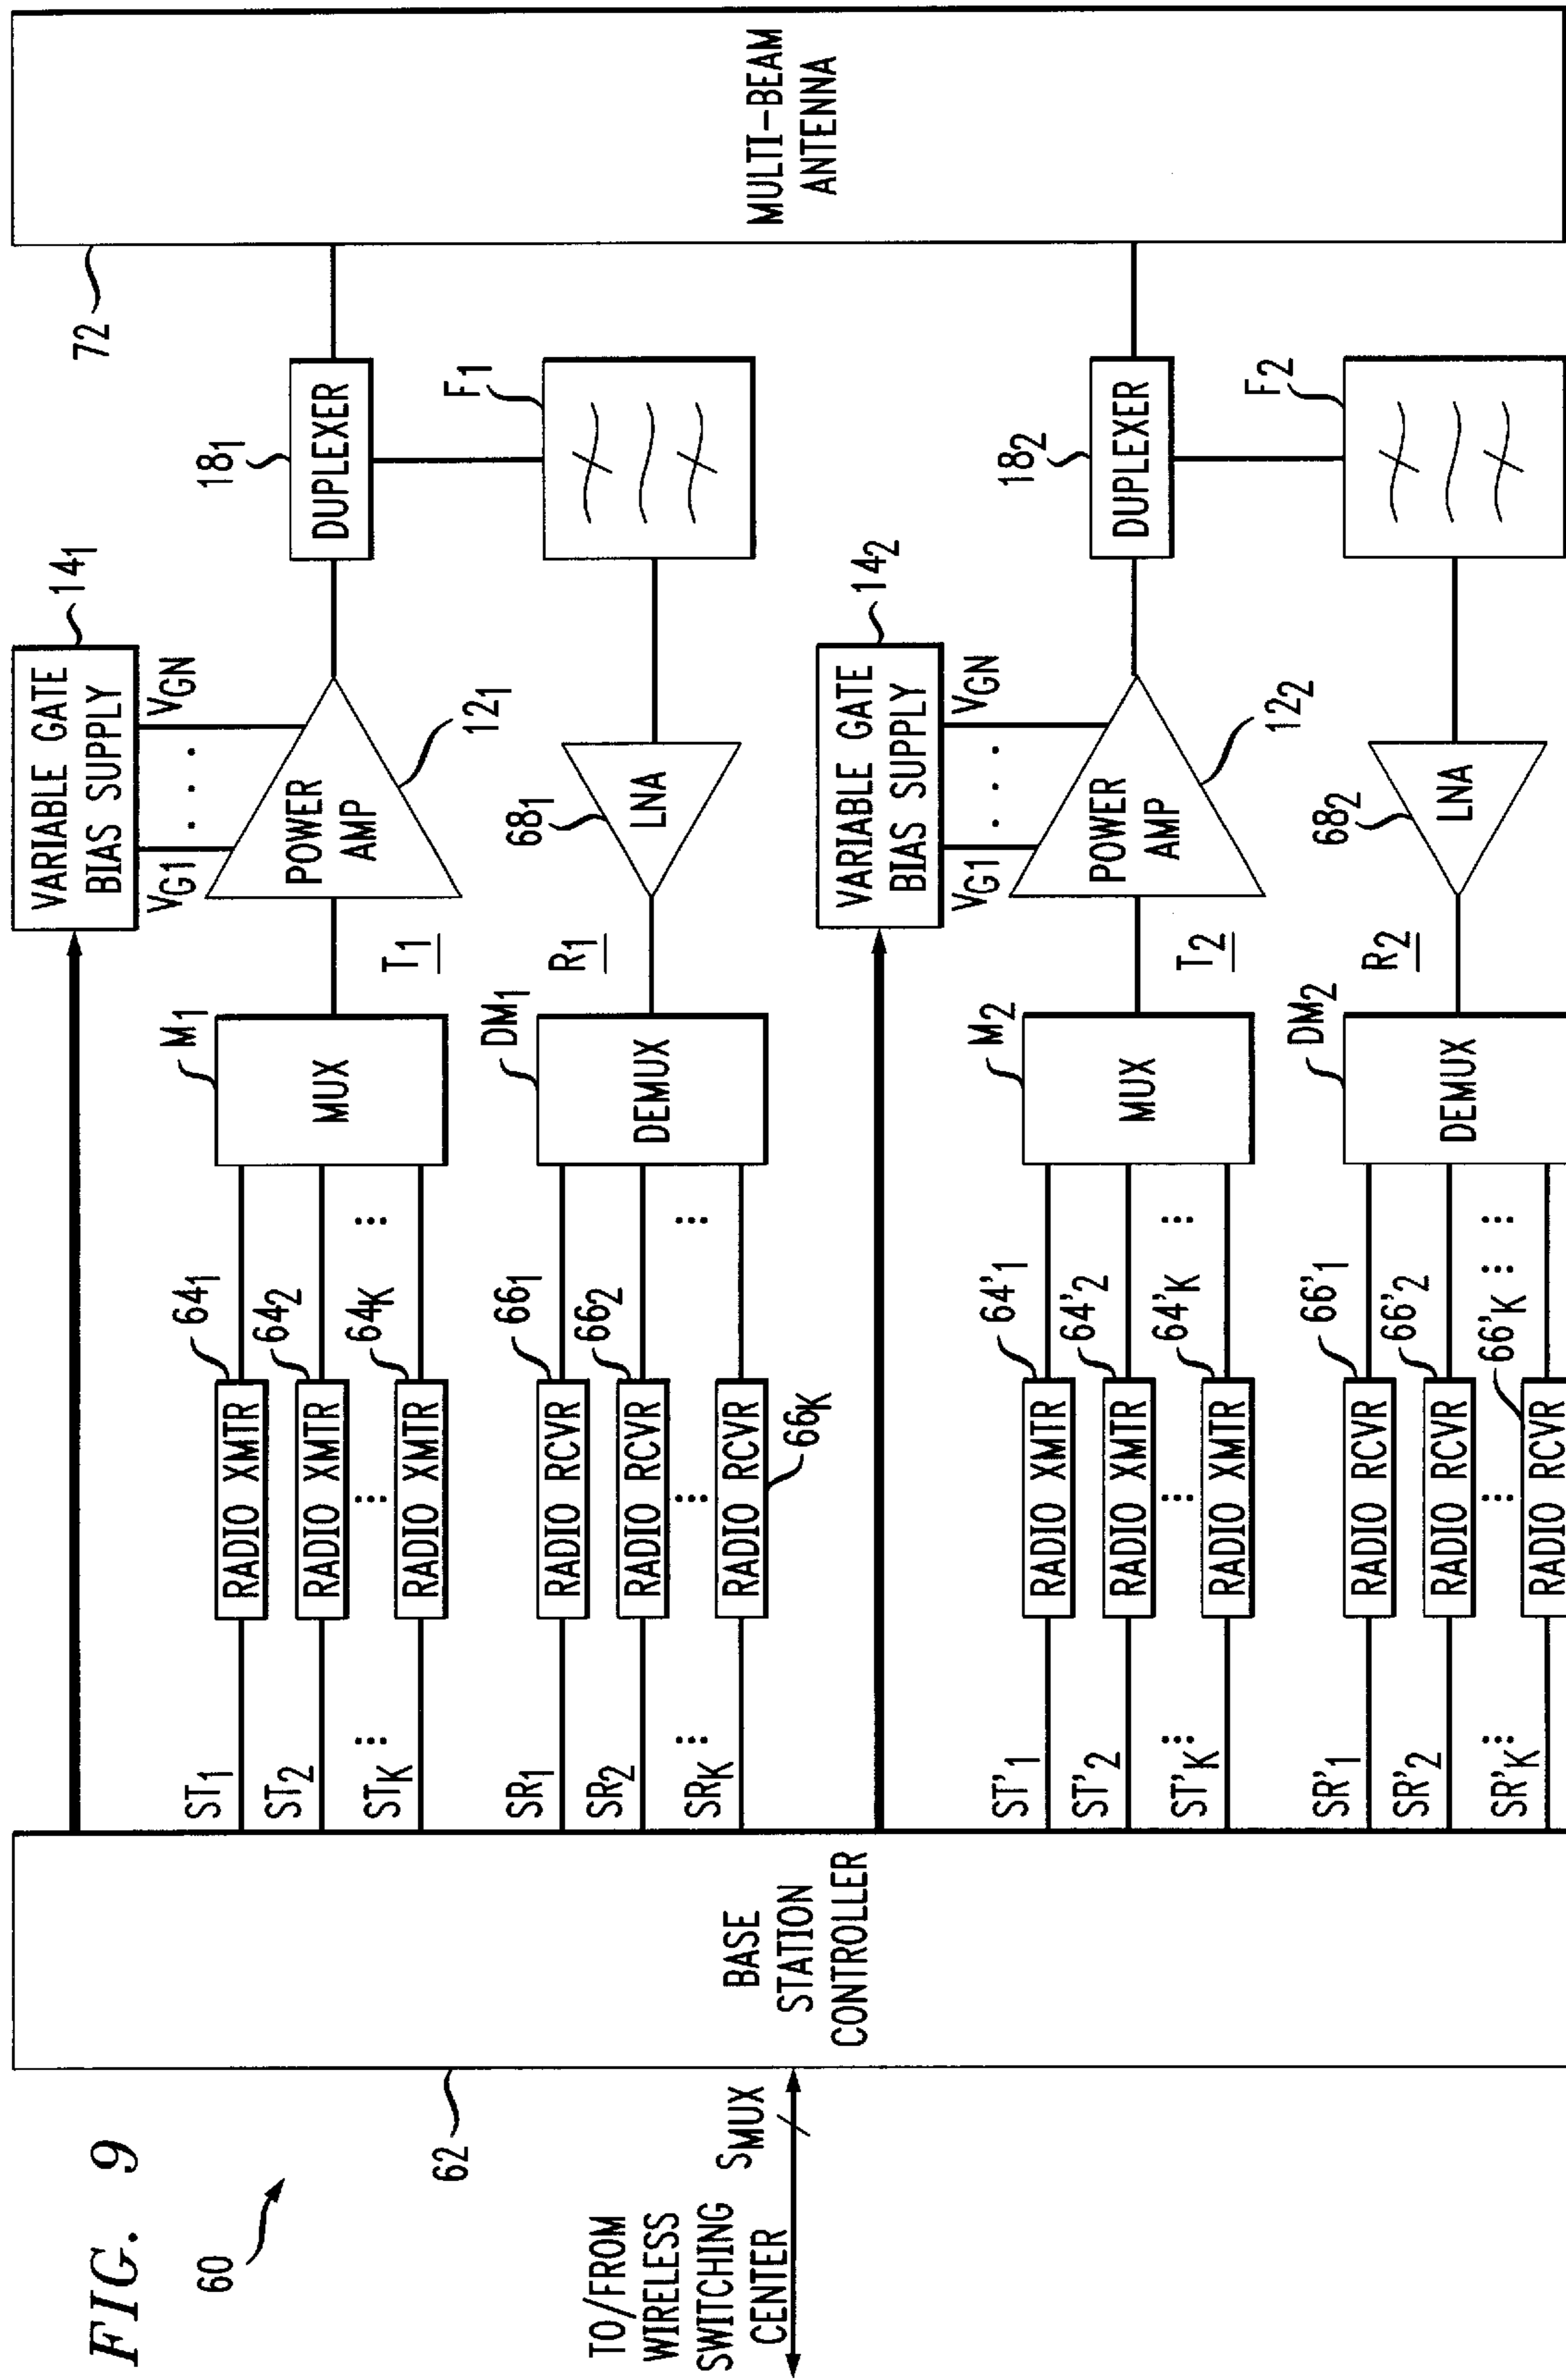 FIG. 9
60
TO/FROM
WIRELESS
SWITCHING
CENTER
SMUX
62
BASE
STATION
CONTROLLER
VARIABLE GATE
BIAS SUPPLY
141
VG1 . . . VGN
ST1
RADIO XMTR
641
ST2
RADIO XMTR
642
STK
RADIO XMTR
64K
M1
MUX
T1
POWER
AMP
121
DUPLEXER
181
72
MULTI-BEAM
ANTENNA
SR1
RADIO RCVR
661
SR2
RADIO RCVR
662
SRK
RADIO RCVR
66K
DM1
DEMUX
R1
LNA
681
F1
VARIABLE GATE
BIAS SUPPLY
142
VG1 . . . VGN
ST'1
RADIO XMTR
64'1
ST'2
RADIO XMTR
64'2
ST'K
RADIO XMTR
64'K
M2
MUX
T2
POWER
AMP
122
DUPLEXER
182
SR'1
RADIO RCVR
66'1
SR'2
RADIO RCVR
66'2
SR'K
RADIO RCVR
66'K
DM2
DEMUX
R2
LNA
682
F2